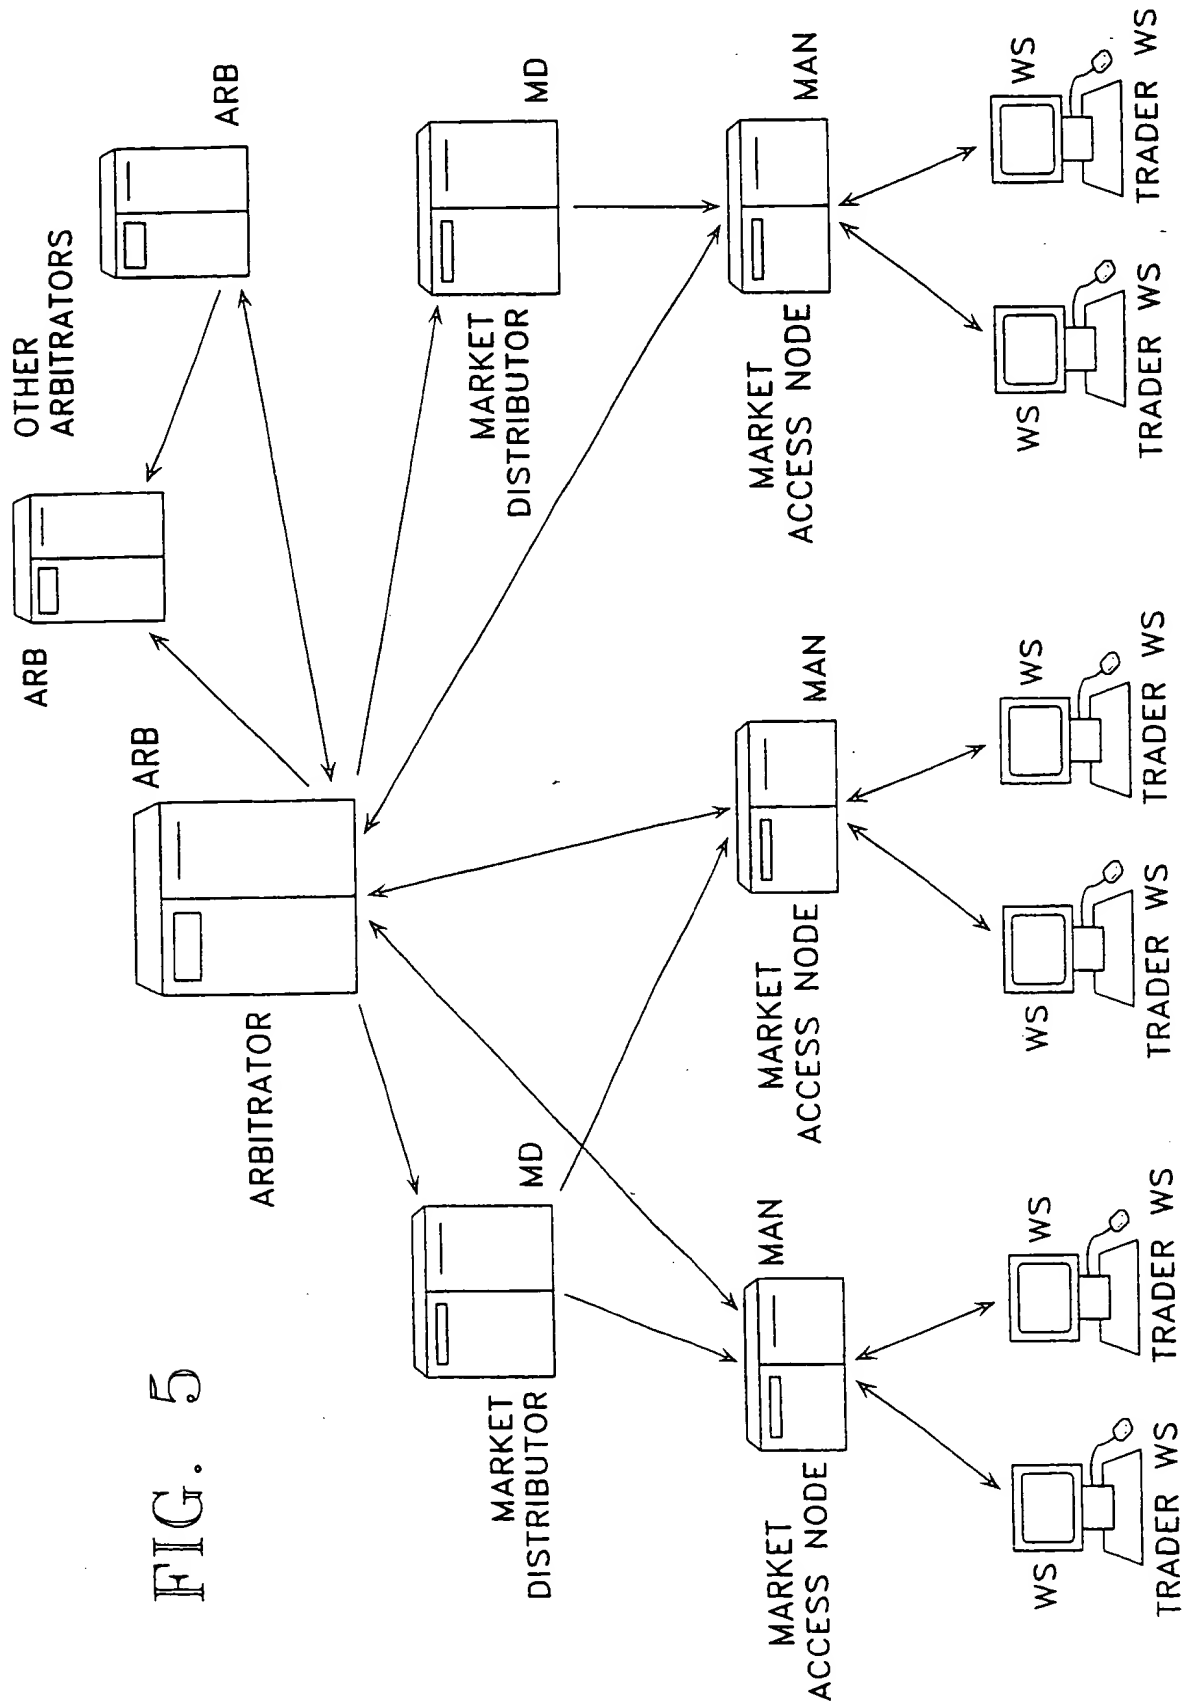 FIG. 5
OTHER
ARBITRATORS
ARB
ARB
ARB
ARBITRATOR
MD
MARKET
DISTRIBUTOR
MD
MARKET
DISTRIBUTOR
MAN
MARKET
ACCESS NODE
MAN
MARKET
ACCESS NODE
MAN
MARKET
ACCESS NODE
WS
TRADER WS
WS
TRADER WS
WS
TRADER WS
WS
TRADER WS
WS
TRADER WS
WS
TRADER WS